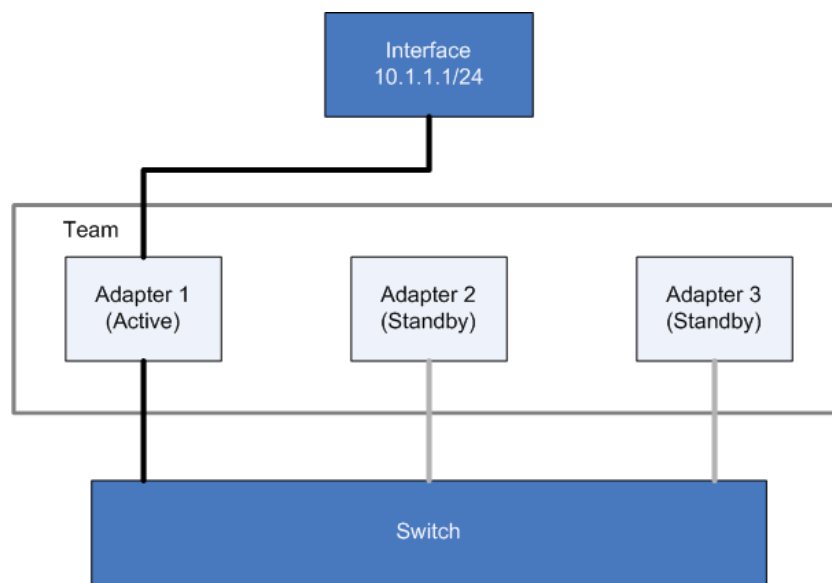 Interface
10.1.1.1/24
Team
Adapter 1
(Active)
Adapter 2
(Standby)
Adapter 3
(Standby)
Switch